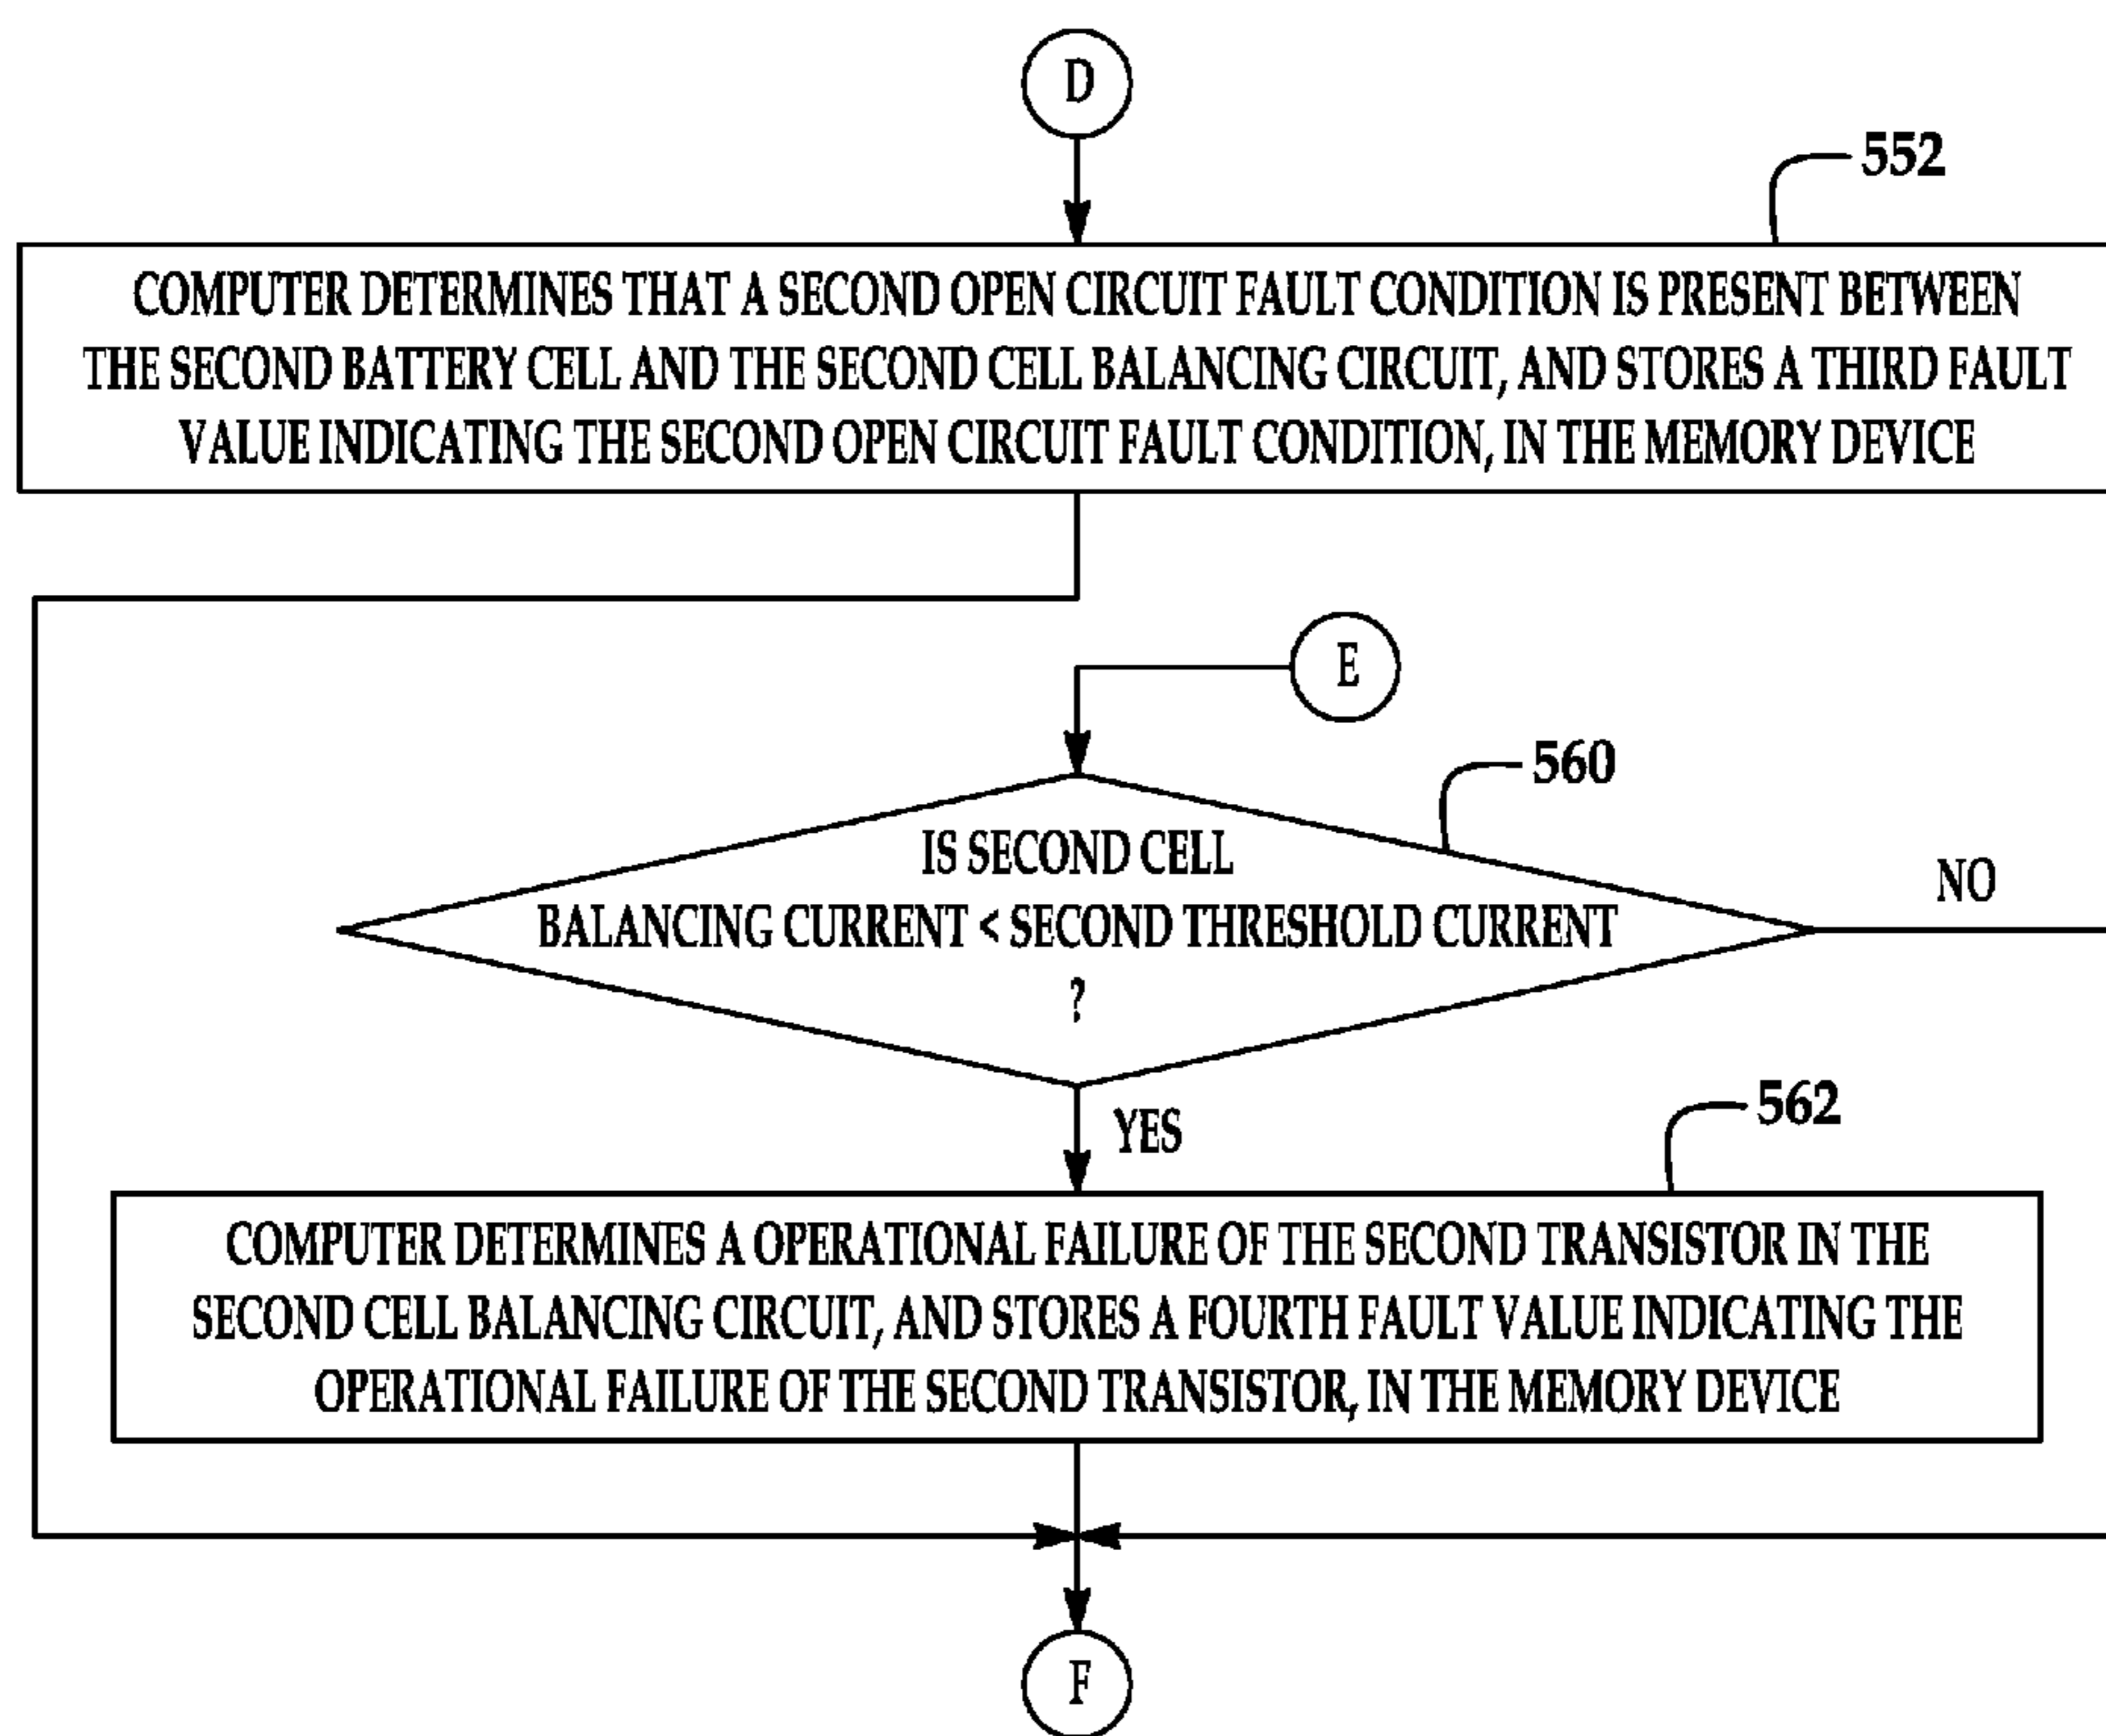 D
552
COMPUTER DETERMINES THAT A SECOND OPEN CIRCUIT FAULT CONDITION IS PRESENT BETWEEN
THE SECOND BATTERY CELL AND THE SECOND CELL BALANCING CIRCUIT, AND STORES A THIRD FAULT
VALUE INDICATING THE SECOND OPEN CIRCUIT FAULT CONDITION, IN THE MEMORY DEVICE
E
560
IS SECOND CELL
BALANCING CURRENT < SECOND THRESHOLD CURRENT
?
NO
YES
562
COMPUTER DETERMINES A OPERATIONAL FAILURE OF THE SECOND TRANSISTOR IN THE
SECOND CELL BALANCING CIRCUIT, AND STORES A FOURTH FAULT VALUE INDICATING THE
OPERATIONAL FAILURE OF THE SECOND TRANSISTOR, IN THE MEMORY DEVICE
F